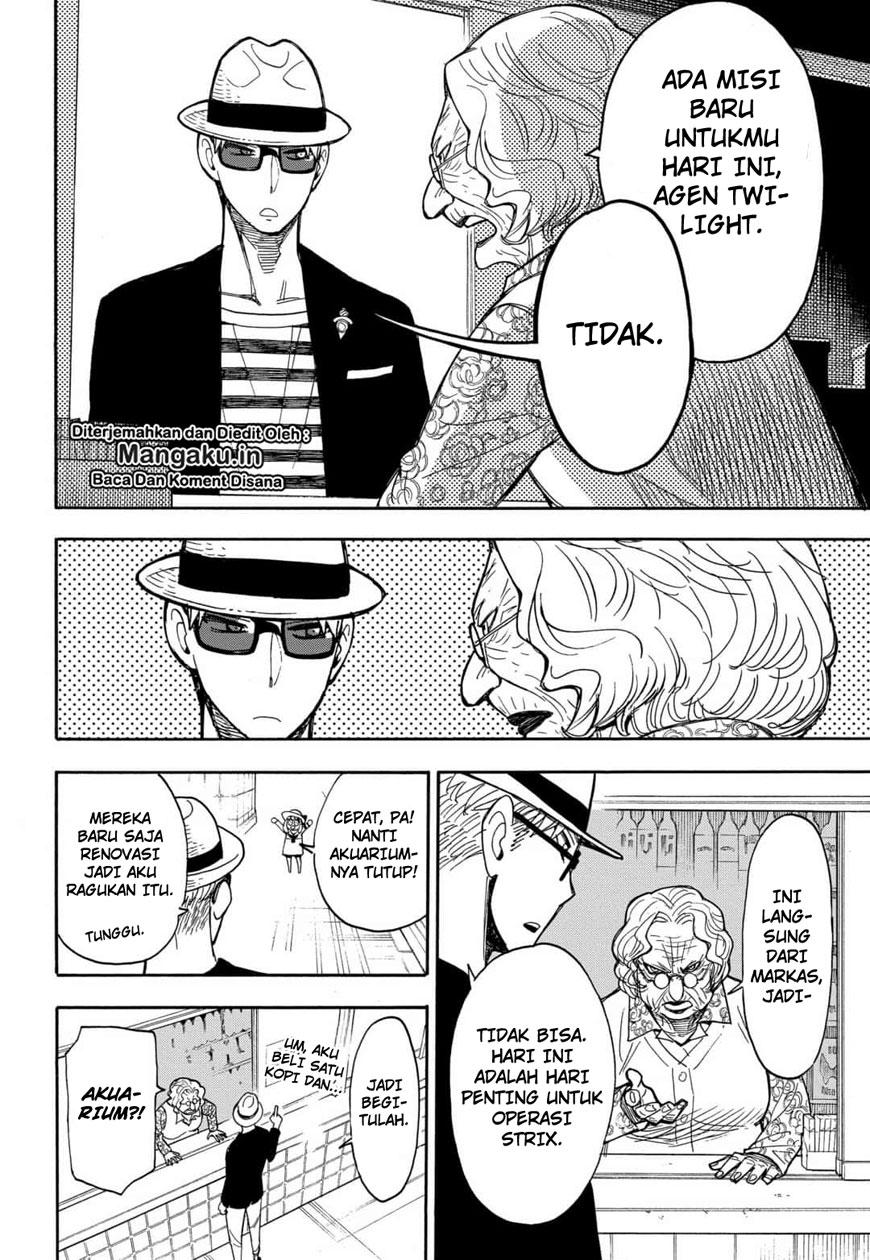 ADA MISI
BARU
UNTUKMU
HARI INI,
AGEN TWI-
LIGHT.
TIDAK.
Diterjemahkan dan Diedit Oleh :
Mangaku.in
Baca Dan Koment Disana
INI
LANG-
SUNG
DARI
MARKAS,
JADI-
TIDAK BISA.
HARI INI
ADALAH HARI
PENTING UNTUK
OPERASI
STRIX.
CEPAT, PA!
NANTI
AKUARIUM-
NYA TUTUP!
MEREKA
BARU SAJA
RENOVASI
JADI AKU
RAGUKAN ITU.
TUNGGU.
JADI
BEGI-
TULAH.
UM, AKU
BELI SATU
KOPI DAN...
AKUA-
RIUM?!